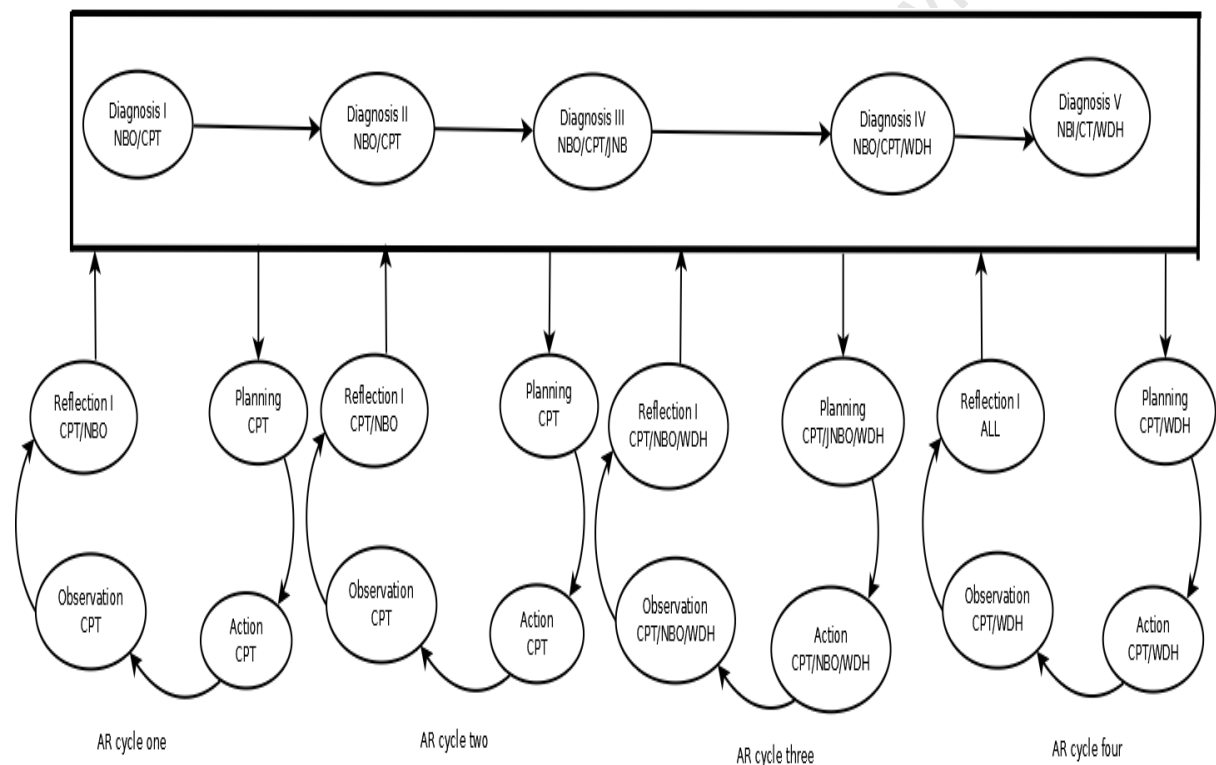 Diagnosis I
NBO/CPT
Diagnosis II
NBO/CPT
Diagnosis III
NBO/CPT/JNB
Diagnosis IV
NBO/CPT/WDH
Diagnosis V
NBI/CT/WDH
Reflection I
CPT/NBO
Planning
CPT
Reflection I
CPT/NBO
Planning
CPT
Reflection I
CPT/NBO/WDH
Planning
CPT/JNBO/WDH
Reflection I
ALL
Planning
CPT/WDH
Observation
CPT
Action
CPT
Observation
CPT
Action
CPT
Observation
CPT/NBO/WDH
Action
CPT/NBO/WDH
Observation
CPT/WDH
Action
CPT/WDH
AR cycle one
AR cycle two
AR cycle three
AR cycle four